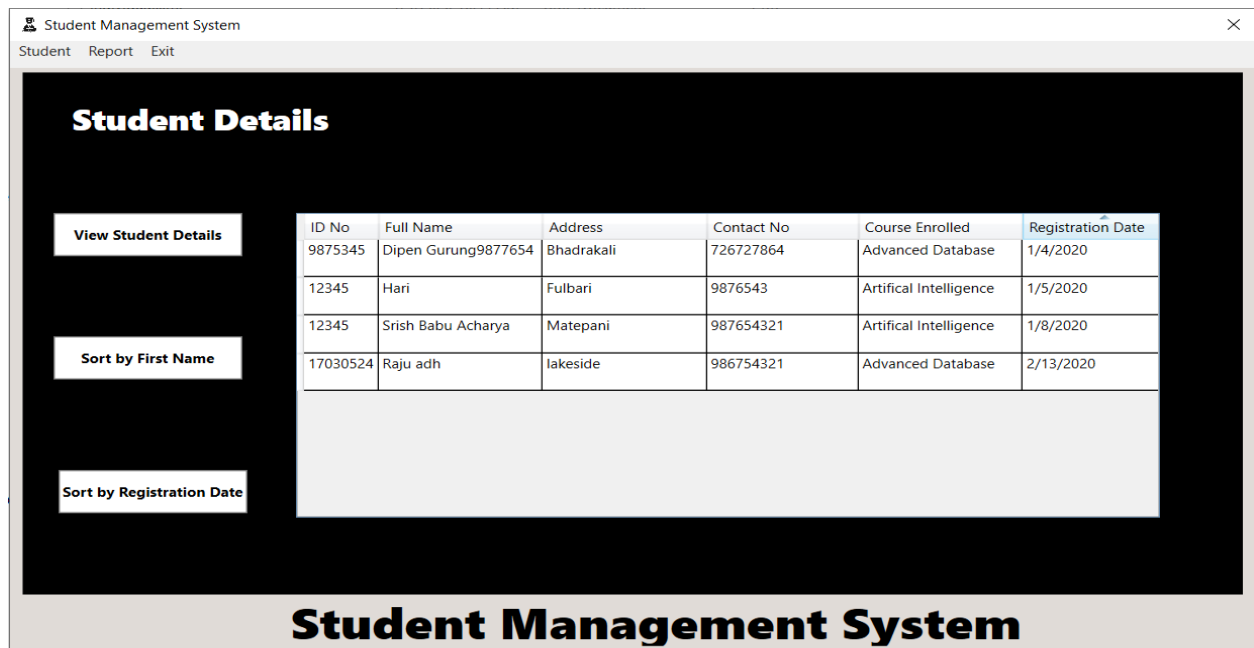 Student Management System
Student Report Exit
Student Details
View Student Details
Sort by First Name
Sort by Registration Date
ID No Full Name Address Contact No Course Enrolled Registration Date
9875345 Dipen Gurung9877654 Bhadrakali 726727864 Advanced Database 1/4/2020
12345 Hari Fulbari 9876543 Artifical Intelligence 1/5/2020
12345 Srish Babu Acharya Matepani 987654321 Artifical Intelligence 1/8/2020
17030524 Raju adh lakeside 986754321 Advanced Database 2/13/2020
Student Management System